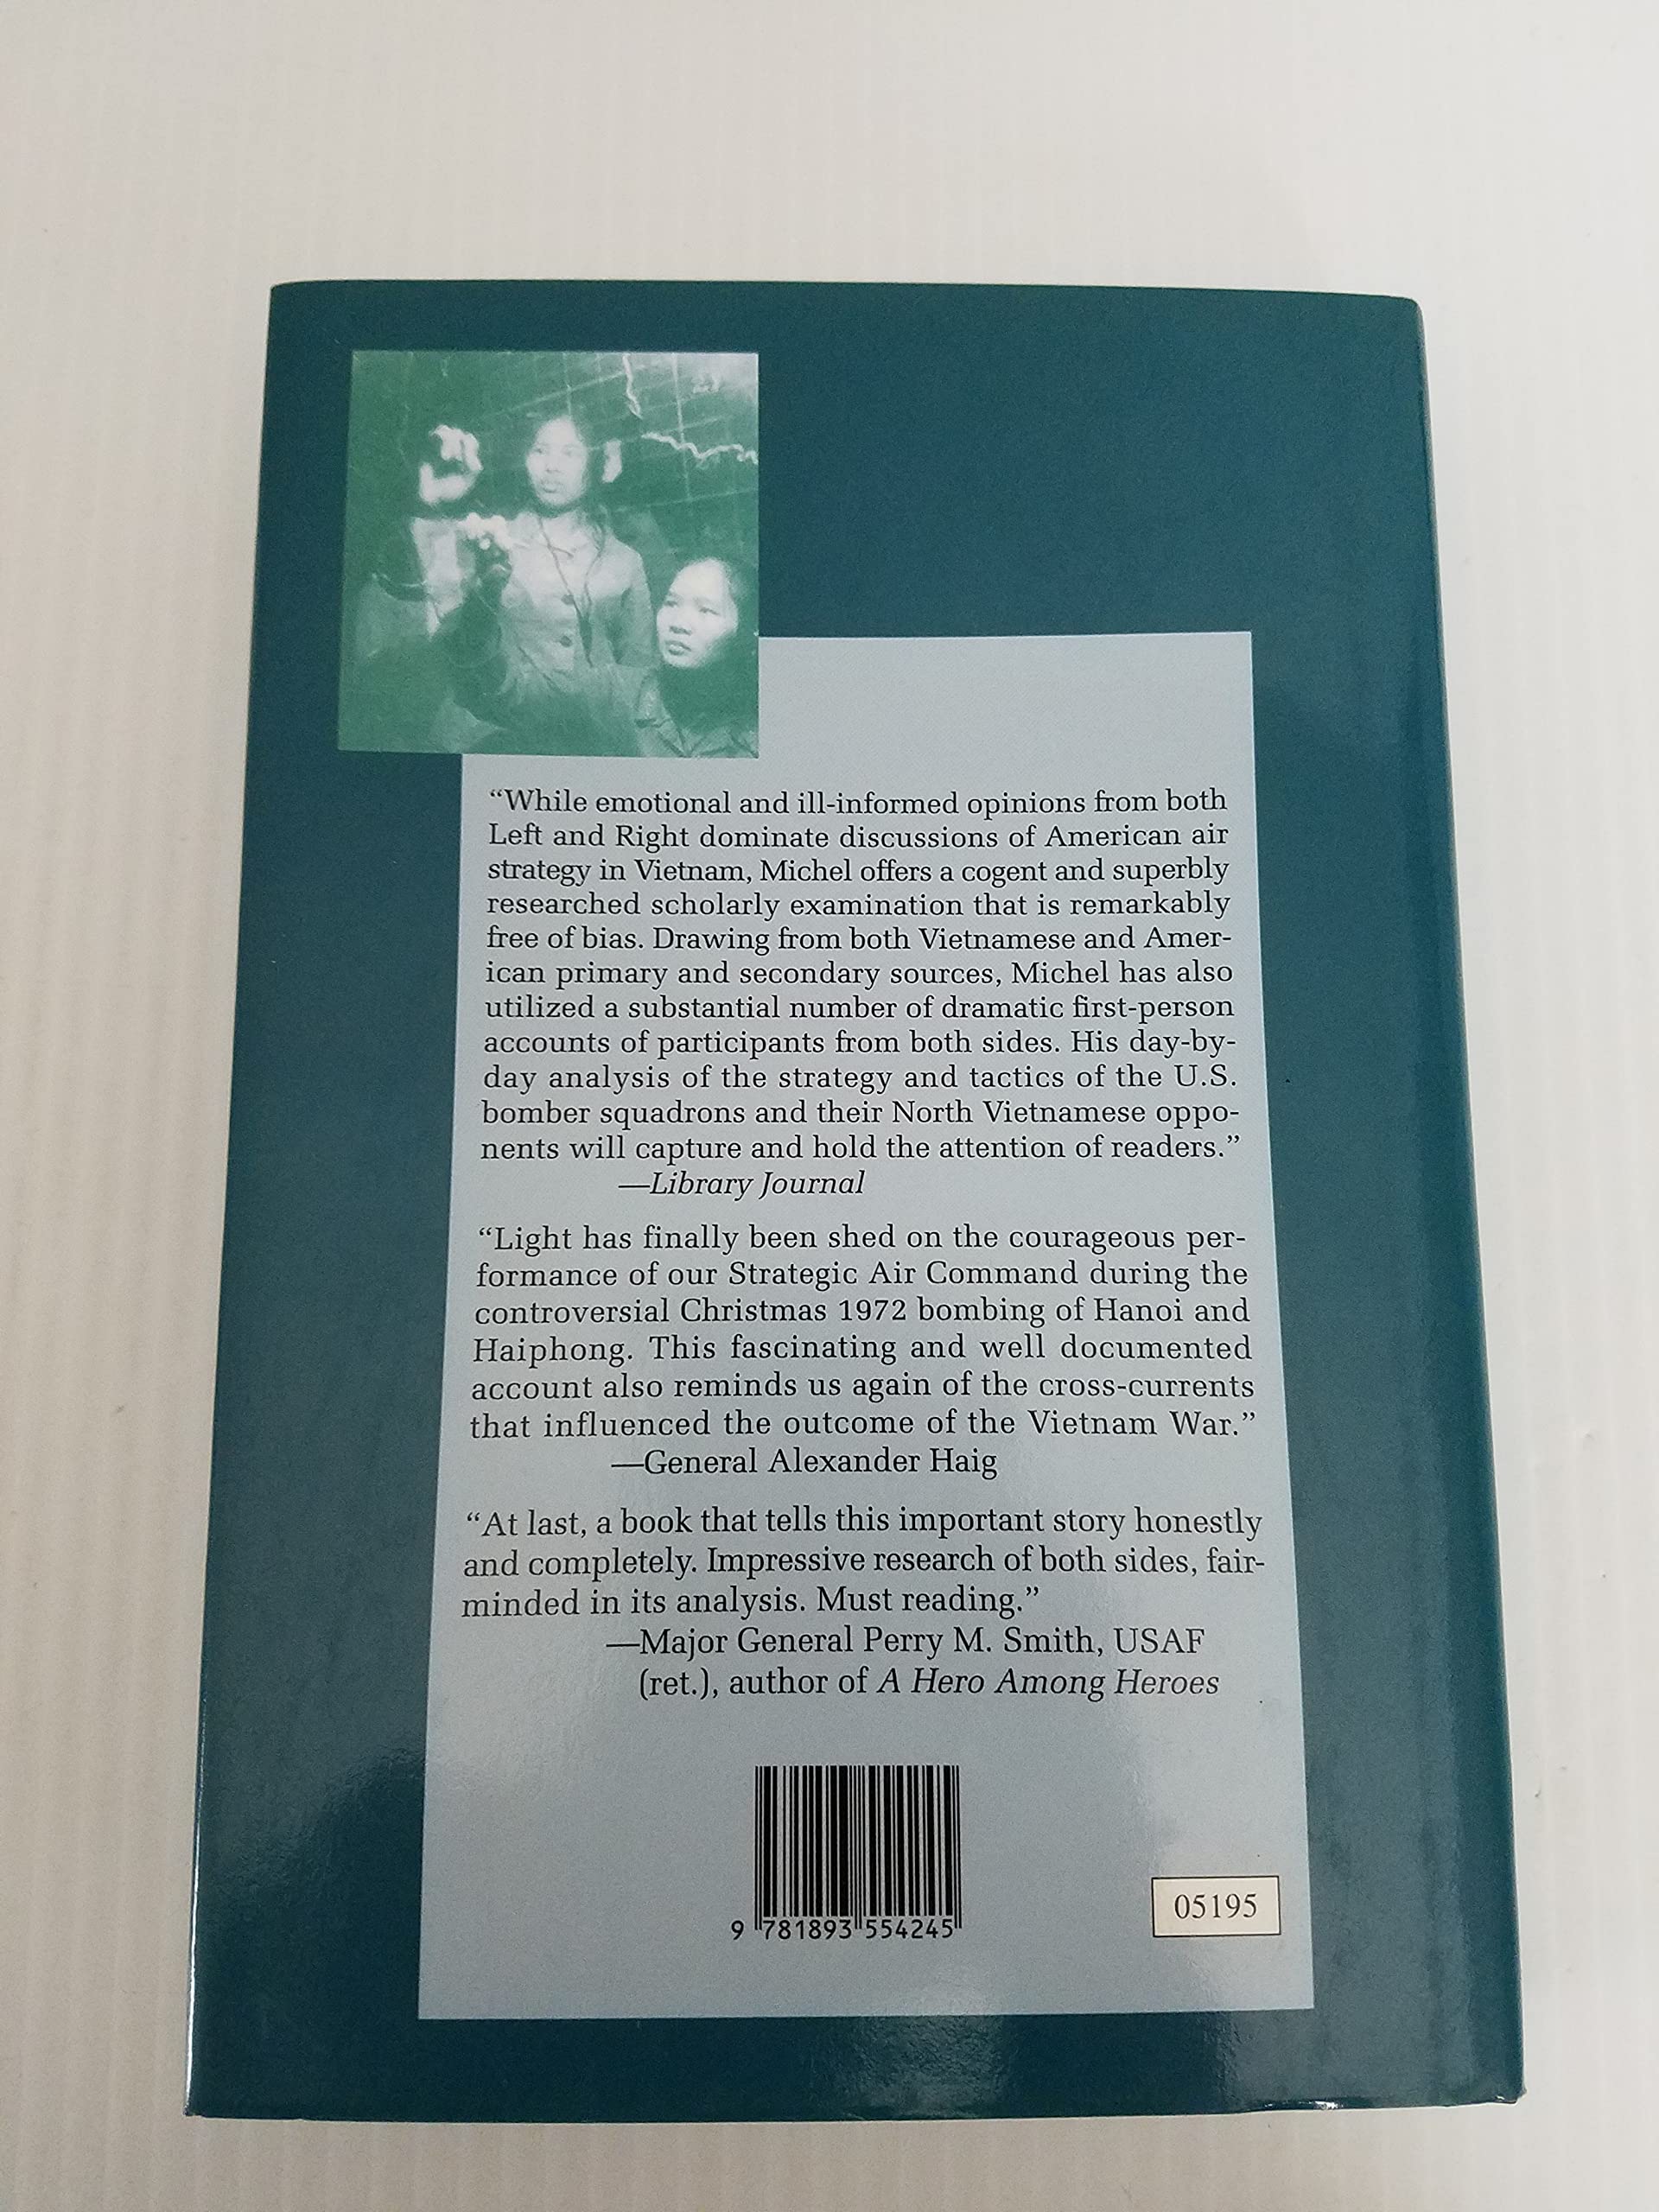 “While emotional and ill-informed opinions from both
Left and Right dominate discussions of American air
strategy in Vietnam, Michel offers a cogent and superbly
researched scholarly examination that is remarkably
free of bias. Drawing from both Vietnamese and Amer-
ican primary and secondary sources, Michel has also
utilized a substantial number of dramatic first-person
accounts of participants from both sides. His day-by-
day analysis of the strategy and tactics of the U.S.
bomber squadrons and their North Vietnamese oppo-
nents will capture and hold the attention of readers.”
—Library Journal
“Light has finally been shed on the courageous per-
formance of our Strategic Air Command during the
controversial Christmas 1972 bombing of Hanoi and
Haiphong. This fascinating and well documented
account also reminds us again of the cross-currents
that influenced the outcome of the Vietnam War.”
—General Alexander Haig
“At last, a book that tells this important story honestly
and completely. Impressive research of both sides, fair-
minded in its analysis. Must reading.”
—Major General Perry M. Smith, USAF
(ret.), author of A Hero Among Heroes
9 781893 554245
05195